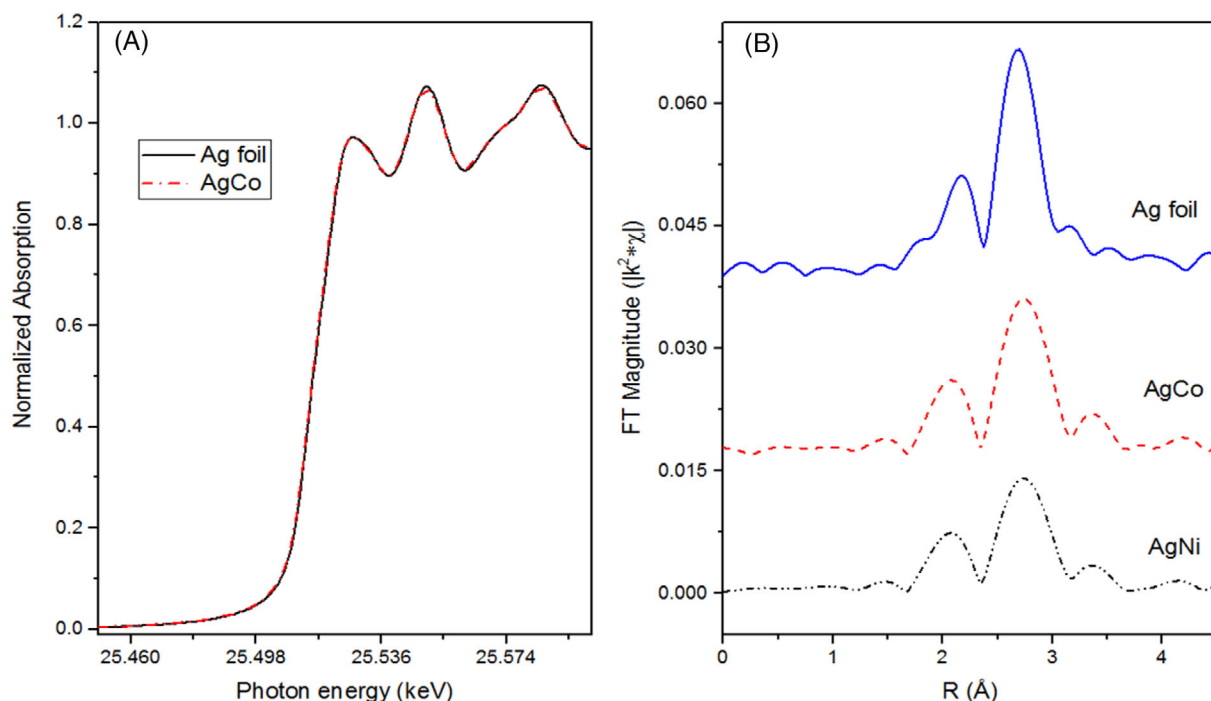 (A)
Normalized Absorption
1.2
1.0
0.8
0.6
0.4
0.2
0.0
Ag foil
AgCo
25.460
25.498
25.536
25.574
Photon energy (keV)
(B)
FT Magnitude (|k²*χ|)
0.060
0.045
0.030
0.015
0.000
Ag foil
AgCo
AgNi
0
1
2
3
4
R (Å)